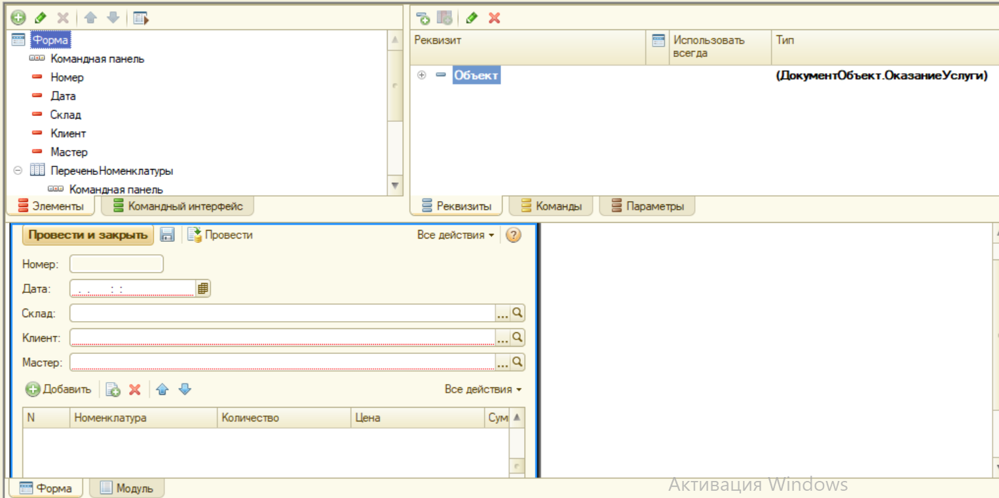 Форма
Командная панель
Номер
Дата
Склад
Клиент
Мастер
ПереченьНоменклатуры
Командная панель
Элементы
Командный интерфейс
Реквизит
Использовать всегда
Тип
Объект
(ДокументОбъект.ОказаниеУслуги)
Реквизиты
Команды
Параметры
Провести и закрыть
Провести
Все действия
?
Номер:
Дата:
. . : :
Склад:
...
Клиент:
...
Мастер:
...
Добавить
Все действия
N
Номенклатура
Количество
Цена
Сум
Форма
Модуль
Активация Windows